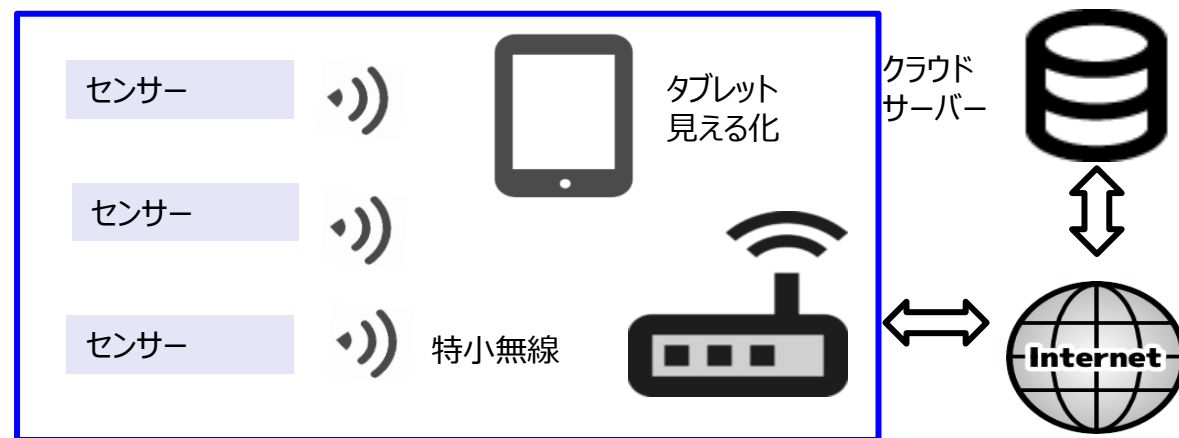 センサー
タブレット
見える化
クラウド
サーバー
センサー
センサー
特小無線
Internet